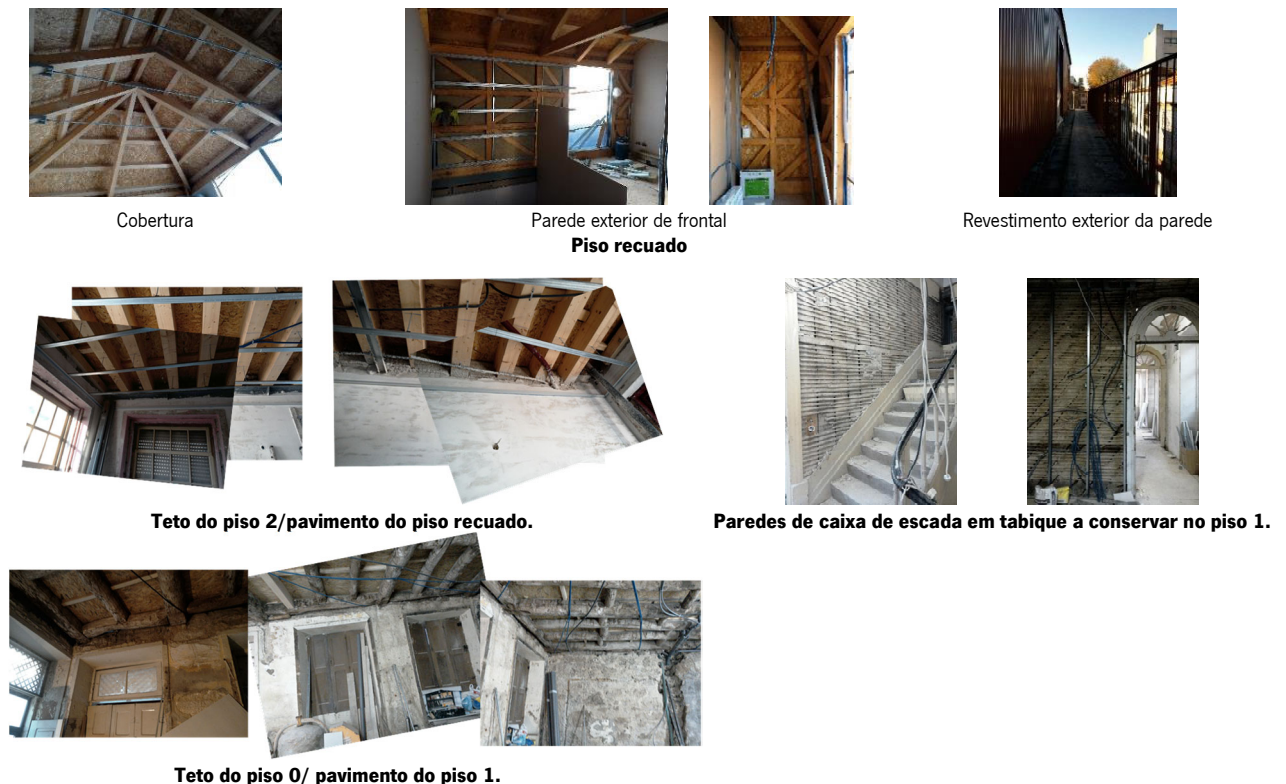 Cobertura
Parede exterior de frontal
Revestimento exterior da parede
Piso recuado
Teto do piso 2/pavimento do piso recuado.
Paredes de caixa de escada em tabique a conservar no piso 1.
Teto do piso 0/ pavimento do piso 1.